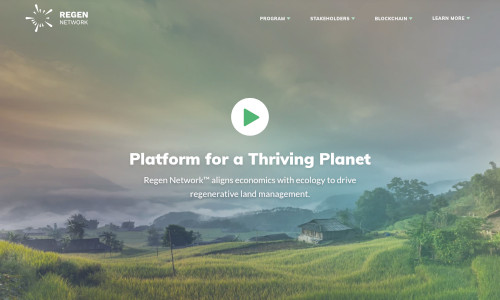 REGEN
NETWORK
PROGRAM
STAKEHOLDERS
BLOCKCHAIN
LEARN MORE
Platform for a Thriving Planet
Regen Network™ aligns economics with ecology to drive
regenerative land management.